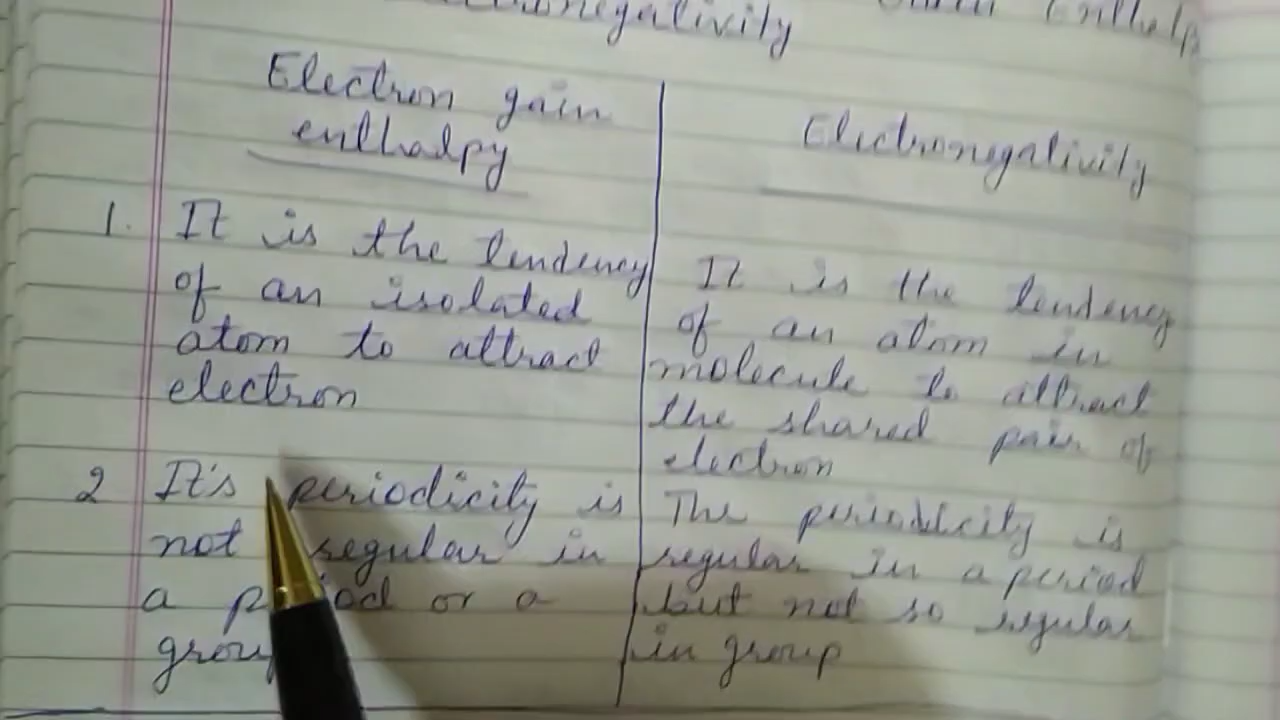 Enthalp
negativity
Electron gain
enthalpy
Electronegativity
1. It is the tendency
of an isolated
atom to attract
electron
It is the tendency
of an atom in
molecule to attract
the shared pair of
electron
2 It's periodicity is
not regular in
a period or a
group
The periodicity is
regular in a period
but not so regular
in group